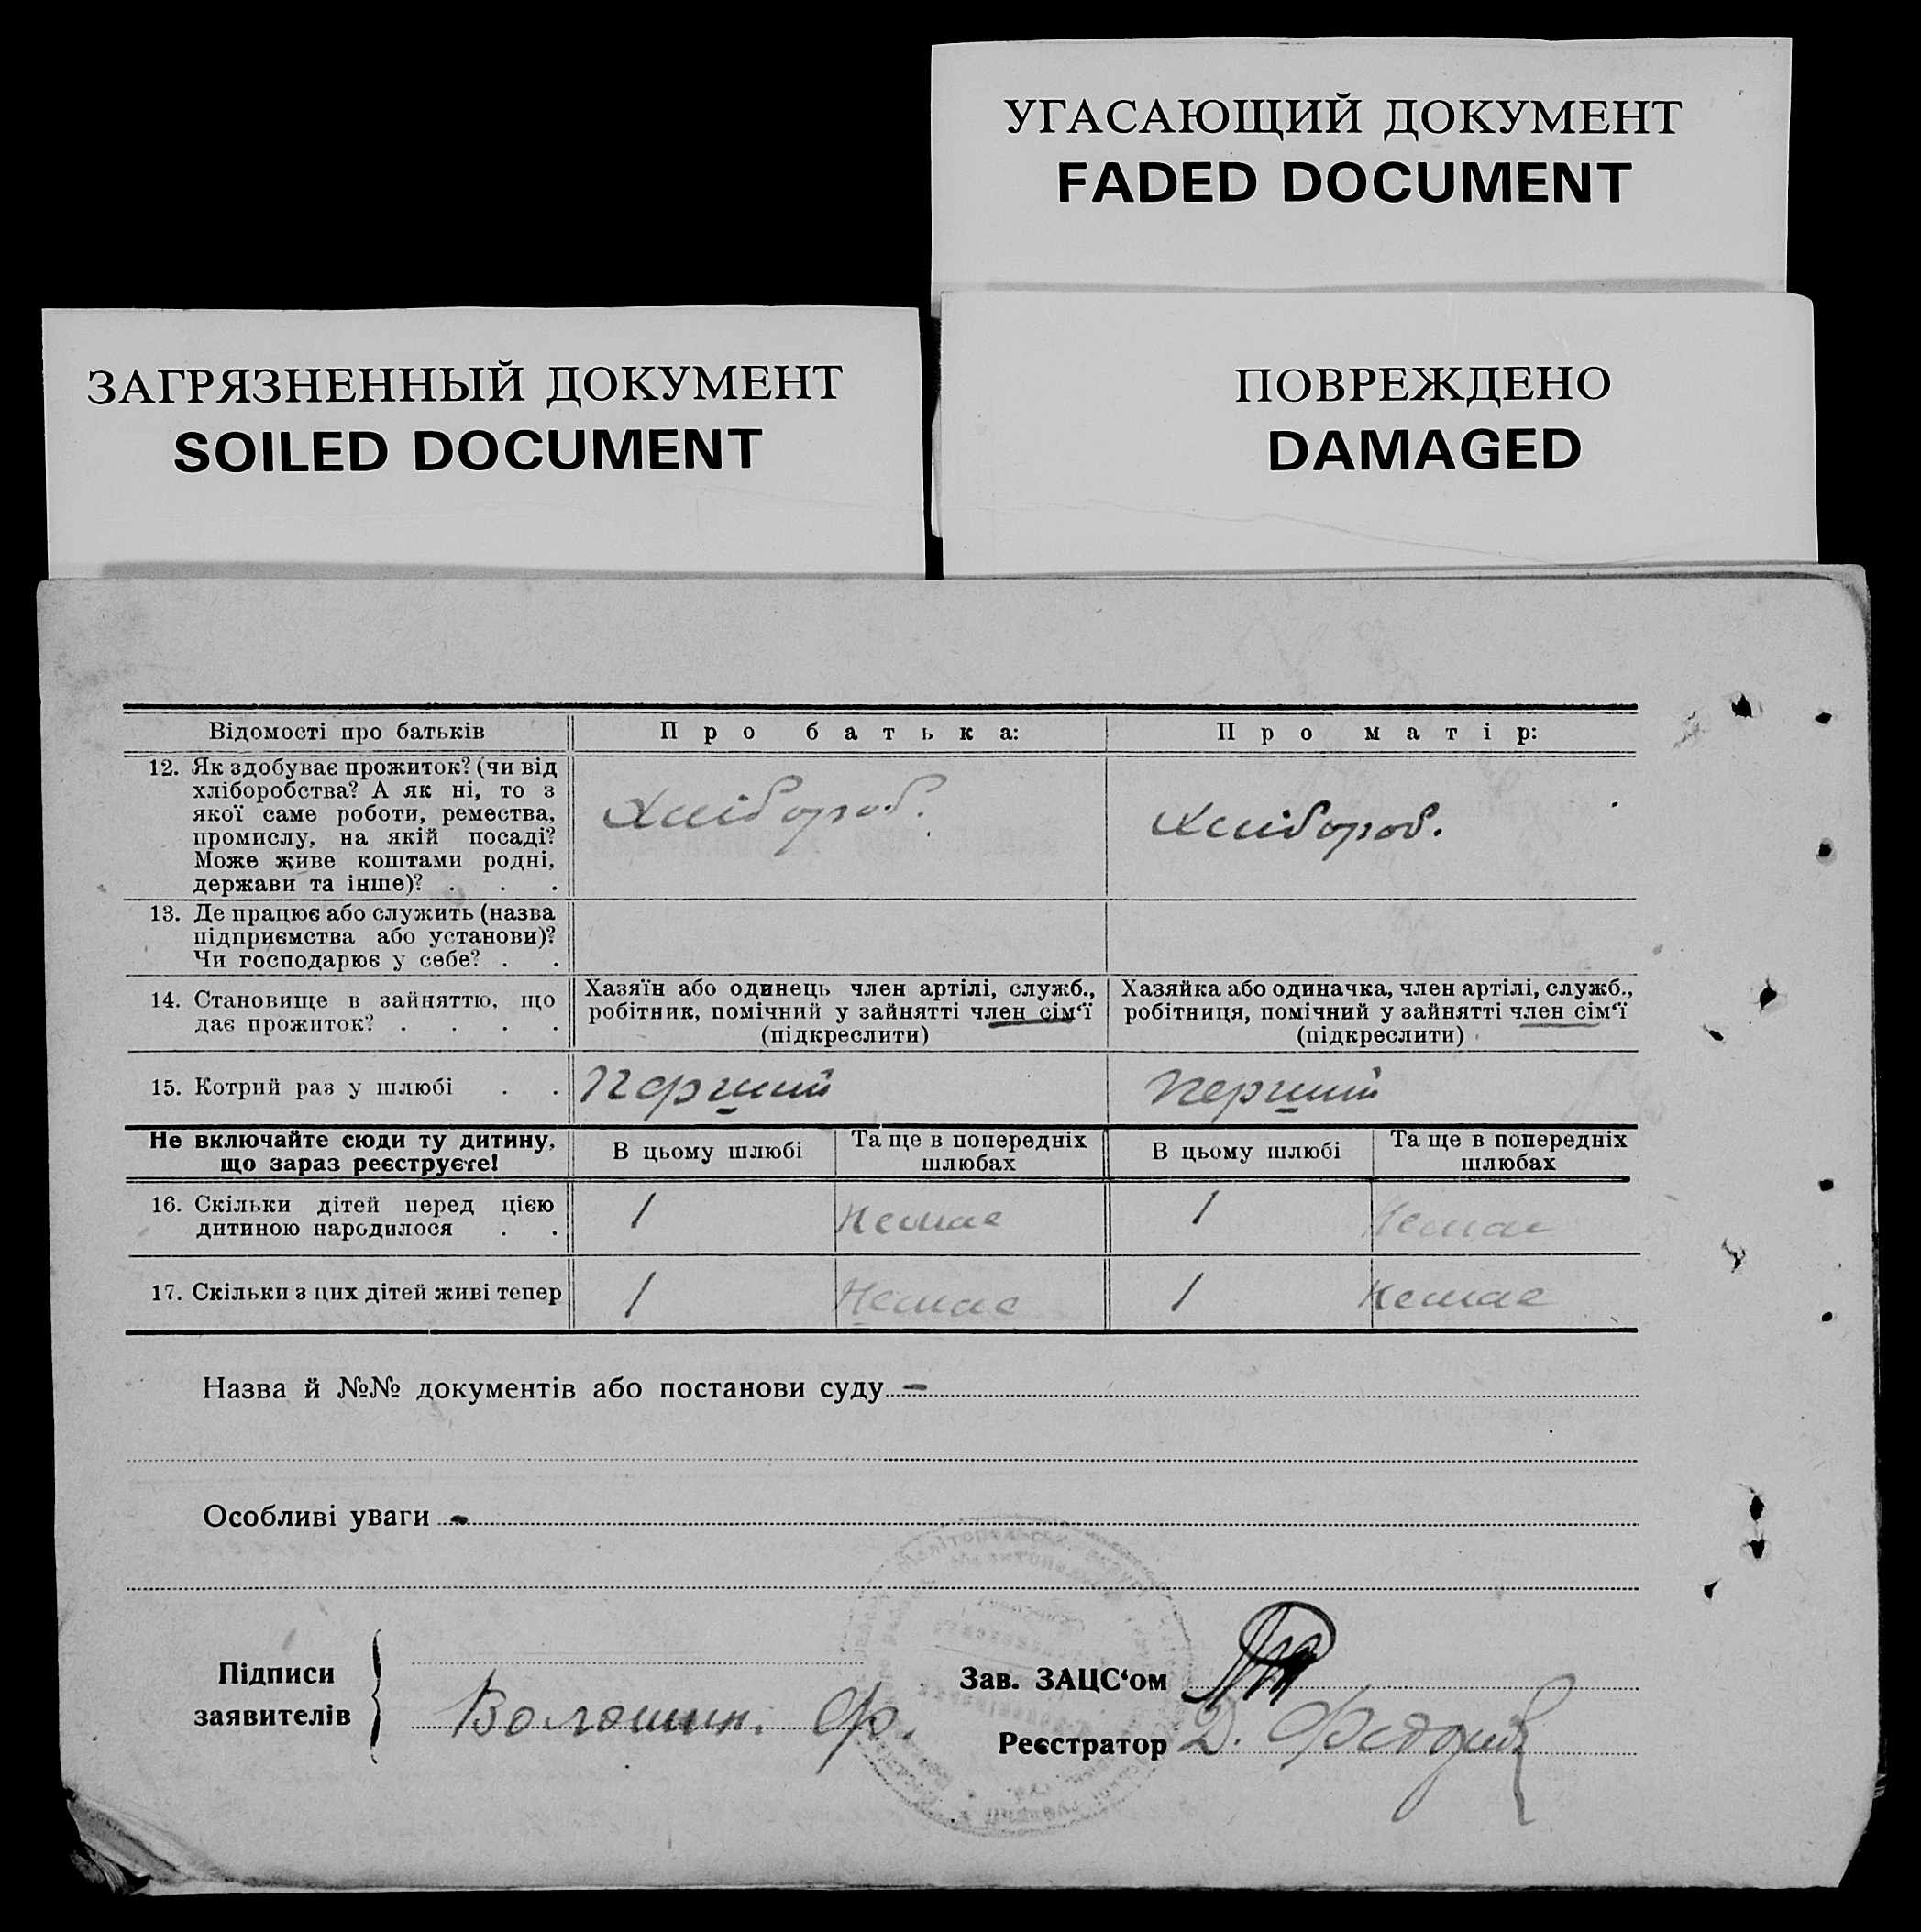 УГАСАЮЩИЙ ДОКУМЕНТ
FADED DOCUMENT
ЗАГРЯЗНЕННЫЙ ДОКУМЕНТ
SOILED DOCUMENT
ПОВРЕЖДЕНО
DAMAGED
Відомості про батьків
Про батька:
Про матір:
12. Як здобуває прожиток? (чи від
хліборобства? А як ні, то з
якої саме роботи, ремества,
промислу, на якій посаді?
Може живе коштами родні,
держави та інше)? . . .
Хлібороб.
Хлібороб.
13. Де працює або служить (назва
підприємства або установи)?
Чи господарює у себе? . .
14. Становище в зайняттю, що
дає прожиток? . . . .
Хазяїн або одинець член артілі, служб.,
робітник, помічний у зайнятті член сім‘ї
(підкреслити)
Хазяйка або одиначка, член артілі, служб.,
робітниця, помічний у зайнятті член сім‘ї
(підкреслити)
15. Котрий раз у шлюбі . .
Перший
перший
Не включайте сюди ту дитину,
що зараз реєструєте!
В цьому шлюбі
Та ще в попередніх
шлюбах
В цьому шлюбі
Та ще в попередніх
шлюбах
16. Скільки дітей перед цією
дитиною народилося . .
1
Немає
1
Немає
17. Скільки з цих дітей живі тепер
1
Немає
1
Немає
Назва й №№ документів або постанови суду -
Особливі уваги -
Підписи
заявителів
Волошин. Ф.
Зав. ЗАЦС‘ом
Реєстратор Д.